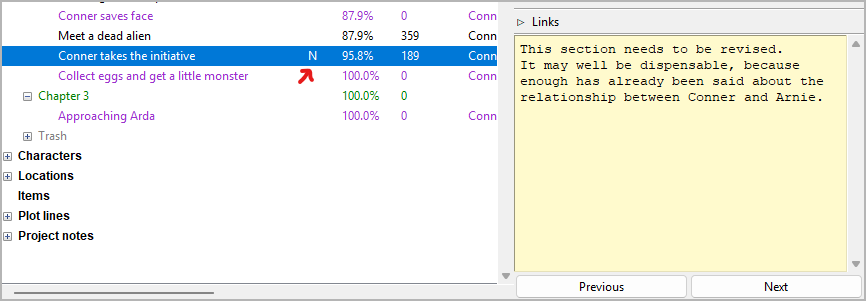 Conner saves face 87.9% 0 Conn
Meet a dead alien 87.9% 359 Conn
Conner takes the initiative N 95.8% 189 Conn
Collect eggs and get a little monster 100.0% 0 Conn
Chapter 3 100.0% 0
Approaching Arda 100.0% 0 Conn
Trash
Characters
Locations
Items
Plot lines
Project notes
Links
This section needs to be revised.
It may well be dispensable, because
enough has already been said about the
relationship between Conner and Arnie.
Previous Next